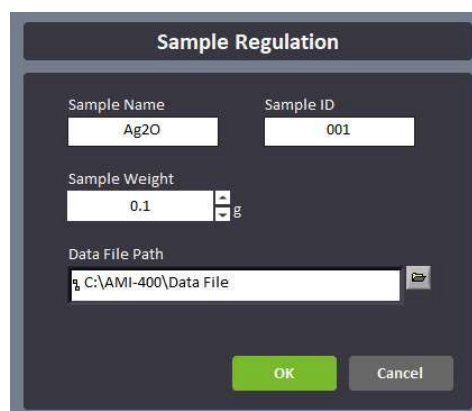 Sample Regulation
Sample Name Sample ID
Ag2O 001
Sample Weight
0.1 g
Data File Path
C:\AMI-400\Data File
OK Cancel